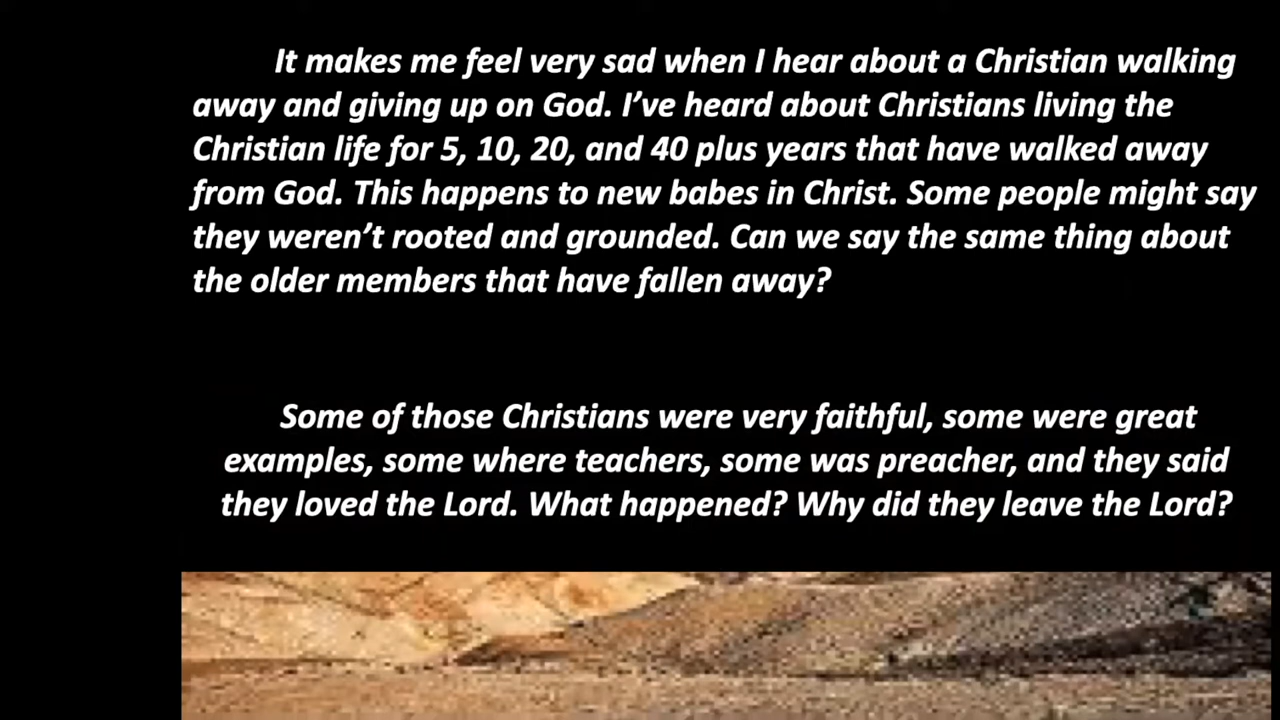 It makes me feel very sad when I hear about a Christian walking
away and giving up on God. I’ve heard about Christians living the
Christian life for 5, 10, 20, and 40 plus years that have walked away
from God. This happens to new babes in Christ. Some people might say
they weren’t rooted and grounded. Can we say the same thing about
the older members that have fallen away?
Some of those Christians were very faithful, some were great
examples, some where teachers, some was preacher, and they said
they loved the Lord. What happened? Why did they leave the Lord?